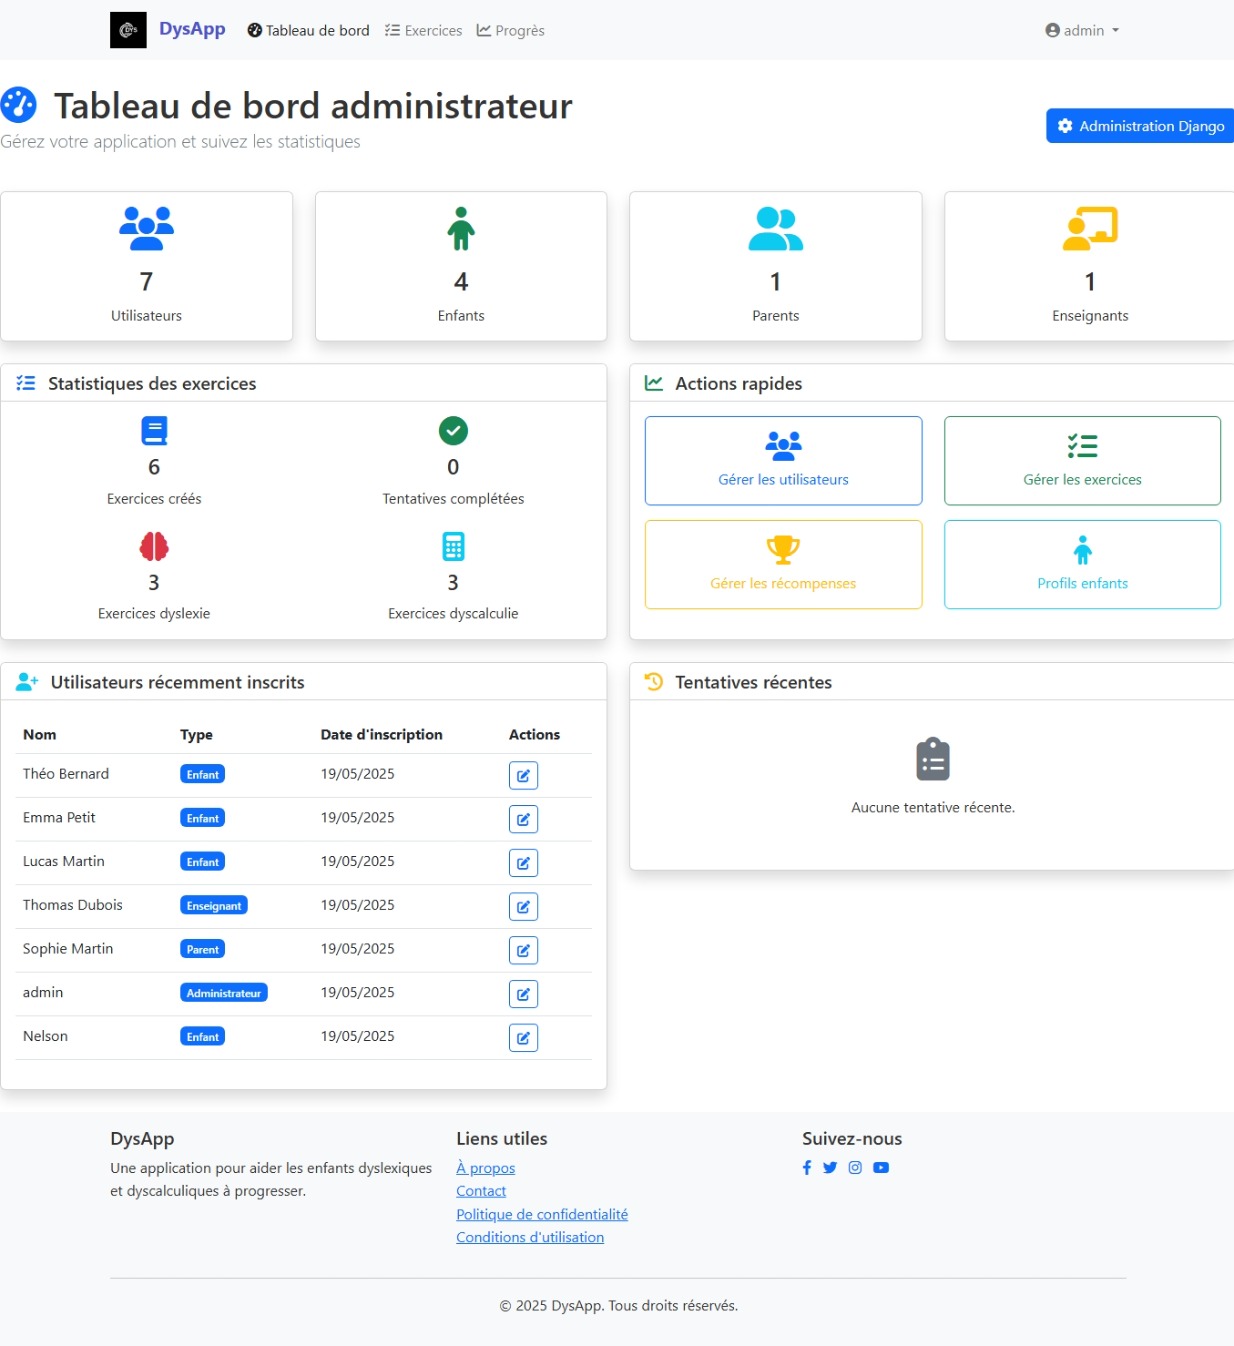 DYS
DysApp
Tableau de bord
Exercices
Progrès
admin
Tableau de bord administrateur
Gérez votre application et suivez les statistiques
Administration Django
7
Utilisateurs
4
Enfants
1
Parents
1
Enseignants
Statistiques des exercices
6
Exercices créés
0
Tentatives complétées
3
Exercices dyslexie
3
Exercices dyscalculie
Actions rapides
Gérer les utilisateurs
Gérer les exercices
Gérer les récompenses
Profils enfants
Utilisateurs récemment inscrits
Nom Type Date d'inscription Actions
Théo Bernard Enfant 19/05/2025
Emma Petit Enfant 19/05/2025
Lucas Martin Enfant 19/05/2025
Thomas Dubois Enseignant 19/05/2025
Sophie Martin Parent 19/05/2025
admin Administrateur 19/05/2025
Nelson Enfant 19/05/2025
Tentatives récentes
Aucune tentative récente.
DysApp
Une application pour aider les enfants dyslexiques
et dyscalculiques à progresser.
Liens utiles
À propos
Contact
Politique de confidentialité
Conditions d'utilisation
Suivez-nous
© 2025 DysApp. Tous droits réservés.